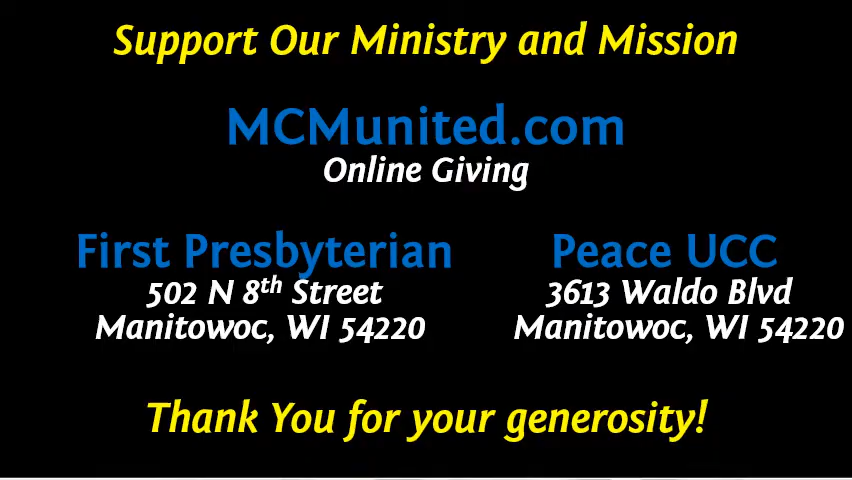 Support Our Ministry and Mission
MCMunited.com
Online Giving
First Presbyterian
502 N 8th Street
Manitowoc, WI 54220
Peace UCC
3613 Waldo Blvd
Manitowoc, WI 54220
Thank You for your generosity!